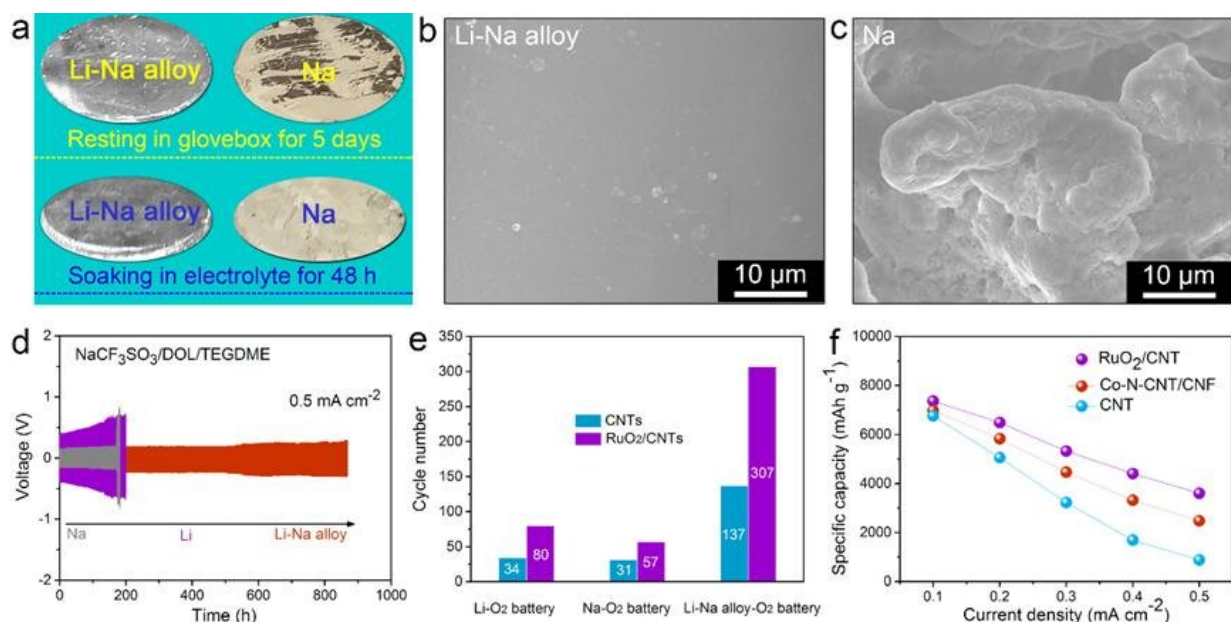 a
Li-Na alloy
Na
Resting in glovebox for 5 days
Li-Na alloy
Na
Soaking in electrolyte for 48 h
b
Li-Na alloy
10 μm
c
Na
10 μm
d
NaCF₃SO₃/DOL/TEGDME
0.5 mA cm⁻²
Voltage (V)
2
1
0
-1
-2
Na
Li
Li-Na alloy
0 200 400 600 800 1000
Time (h)
e
Cycle number
350
300
250
200
150
100
50
0
CNTs
RuO₂/CNTs
34
80
31
57
137
307
Li-O₂ battery
Na-O₂ battery
Li-Na alloy-O₂ battery
f
Specific capacity (mAh g⁻¹)
10000
8000
6000
4000
2000
0
RuO₂/CNT
Co-N-CNT/CNF
CNT
0.1 0.2 0.3 0.4 0.5
Current density (mA cm⁻²)